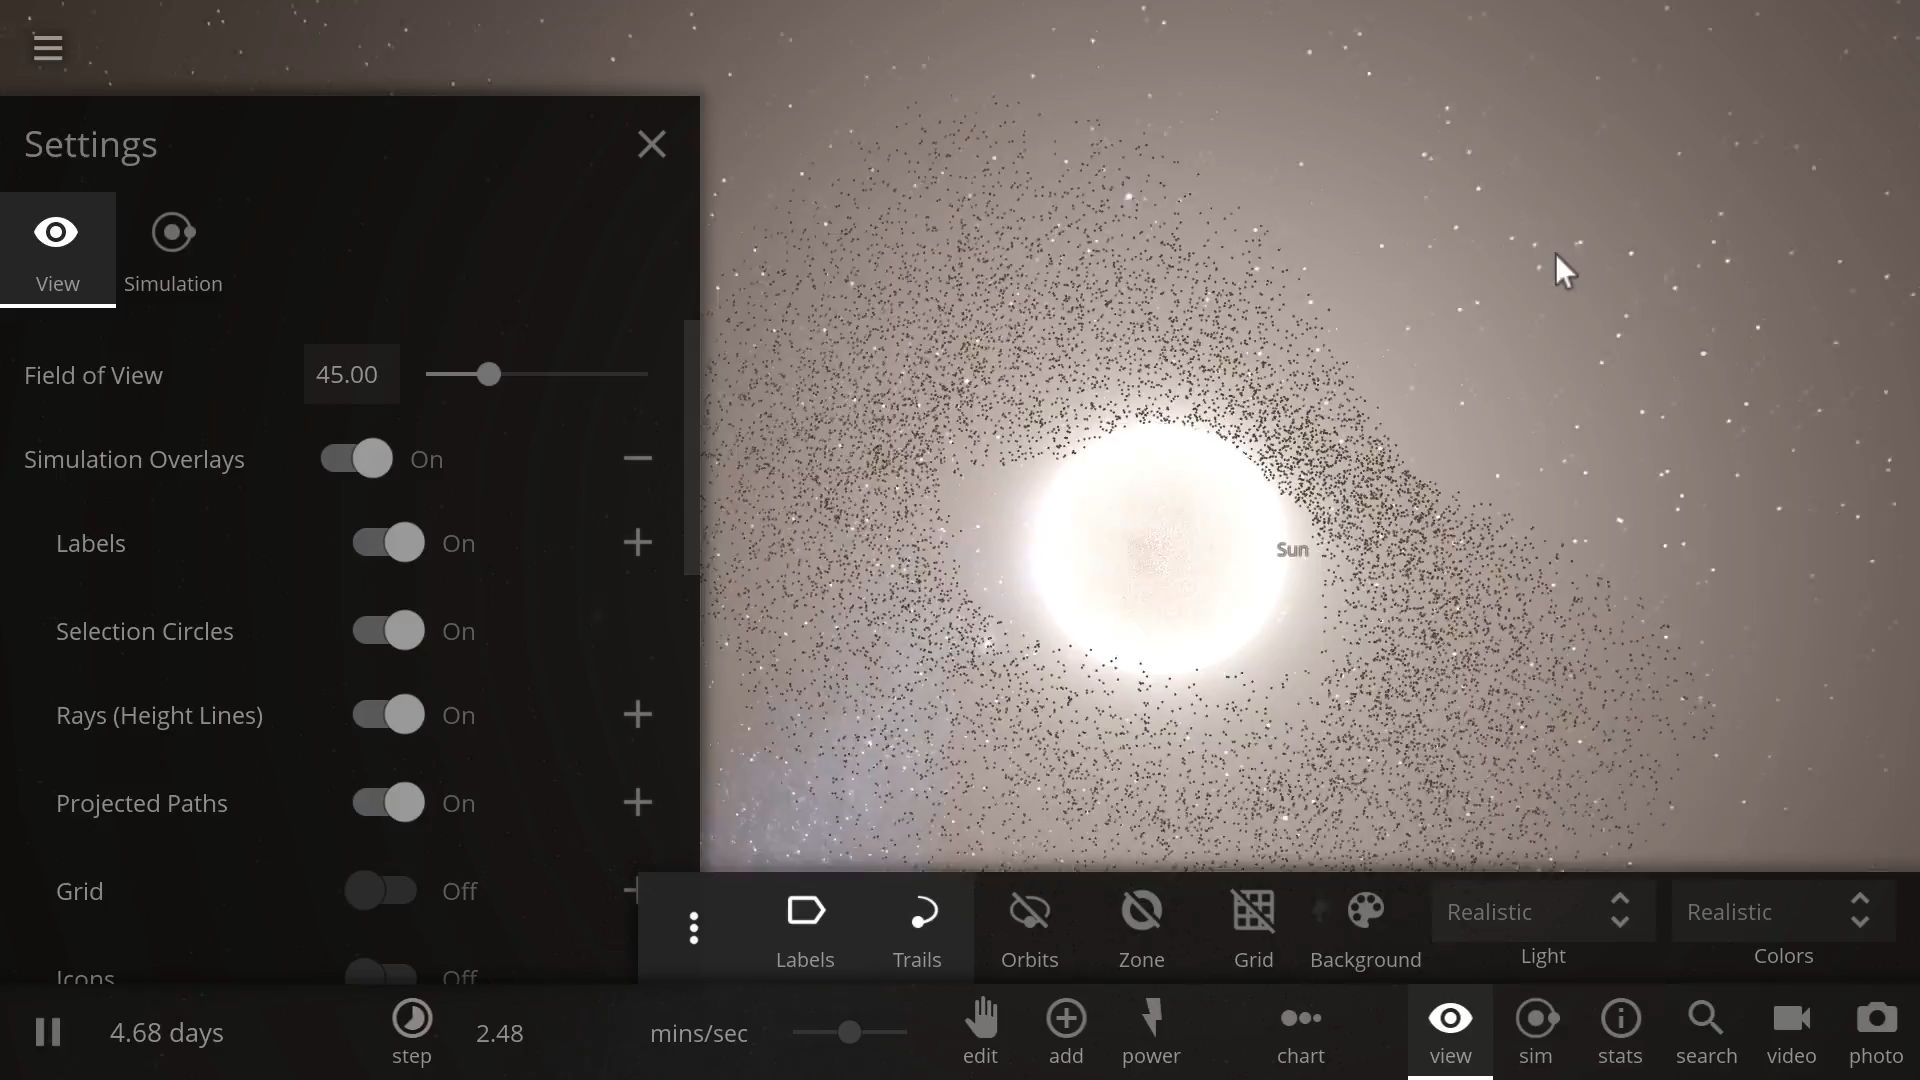 Settings
View
Simulation
Field of View 45.00
Simulation Overlays On
Labels On
Sun
Selection Circles On
Rays (Height Lines) On
Projected Paths On
Grid Off
Icons Off
Labels Trails Orbits Zone Grid Background
Realistic
Light
Realistic
Colors
4.68 days
step
2.48 mins/sec
edit add power chart view sim stats search video photo